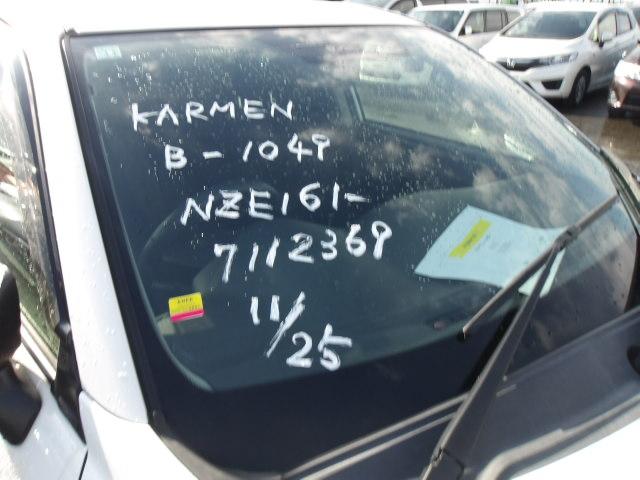 KARMEN
B-1049
NZE161-
7112369
11/25